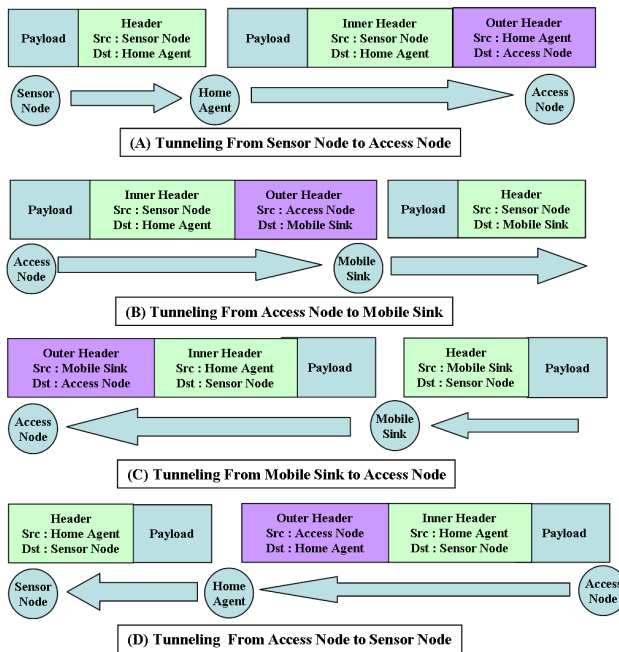 Payload
Header
Src : Sensor Node
Dst : Home Agent
Payload
Inner Header
Src : Sensor Node
Dst : Home Agent
Outer Header
Src : Home Agent
Dst : Access Node
Sensor
Node
Home
Agent
Access
Node
(A) Tunneling From Sensor Node to Access Node
Payload
Inner Header
Src : Sensor Node
Dst : Home Agent
Outer Header
Src : Access Node
Dst : Mobile Sink
Payload
Header
Src : Sensor Node
Dst : Mobile Sink
Access
Node
Mobile
Sink
(B) Tunneling From Access Node to Mobile Sink
Outer Header
Src : Mobile Sink
Dst : Access Node
Inner Header
Src : Home Agent
Dst : Sensor Node
Payload
Header
Src : Mobile Sink
Dst : Sensor Node
Payload
Access
Node
Mobile
Sink
(C) Tunneling From Mobile Sink to Access Node
Header
Src : Home Agent
Dst : Sensor Node
Payload
Outer Header
Src : Access Node
Dst : Home Agent
Inner Header
Src : Home Agent
Dst : Sensor Node
Payload
Sensor
Node
Home
Agent
Access
Node
(D) Tunneling From Access Node to Sensor Node